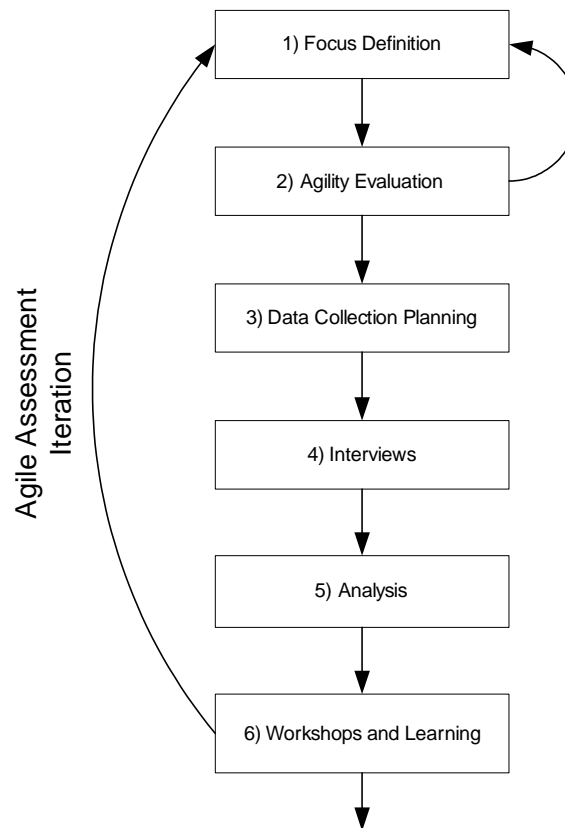 1) Focus Definition
2) Agility Evaluation
3) Data Collection Planning
4) Interviews
5) Analysis
6) Workshops and Learning
Agile Assessment
Iteration